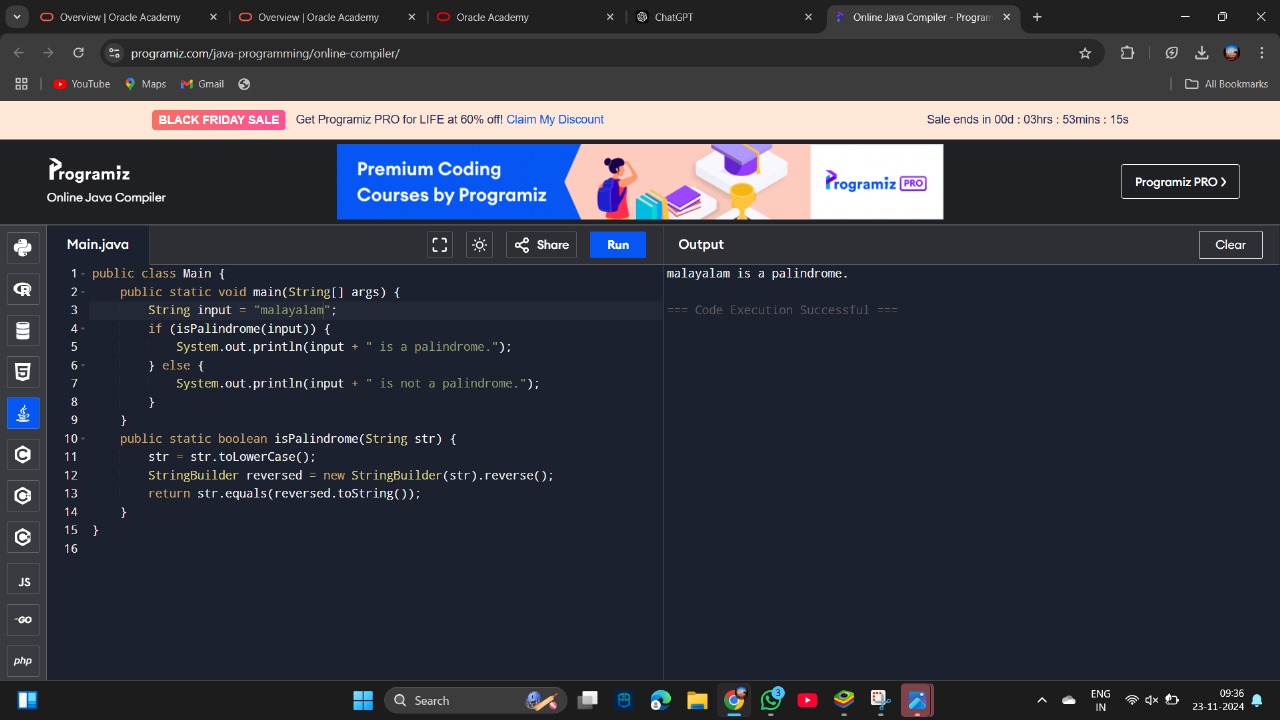 Overview | Oracle Academy
Overview | Oracle Academy
Oracle Academy
ChatGPT
Online Java Compiler - Program
programiz.com/java-programming/online-compiler/
YouTube
Maps
Gmail
All Bookmarks
BLACK FRIDAY SALE Get Programiz PRO for LIFE at 60% off! Claim My Discount
Sale ends in 00d : 03hrs : 53mins : 15s
Programiz
Online Java Compiler
Premium Coding
Courses by Programiz
Programiz PRO
Programiz PRO >
Main.java
Share
Run
Output
Clear
1 public class Main {
2 public static void main(String[] args) {
3 String input = "malayalam";
4 if (isPalindrome(input)) {
5 System.out.println(input + " is a palindrome.");
6 } else {
7 System.out.println(input + " is not a palindrome.");
8 }
9 }
10 public static boolean isPalindrome(String str) {
11 str = str.toLowerCase();
12 StringBuilder reversed = new StringBuilder(str).reverse();
13 return str.equals(reversed.toString());
14 }
15 }
16
malayalam is a palindrome.
=== Code Execution Successful ===
R
5
C
C
C
JS
GO
php
Search
3
ENG
IN
09:36
23-11-2024